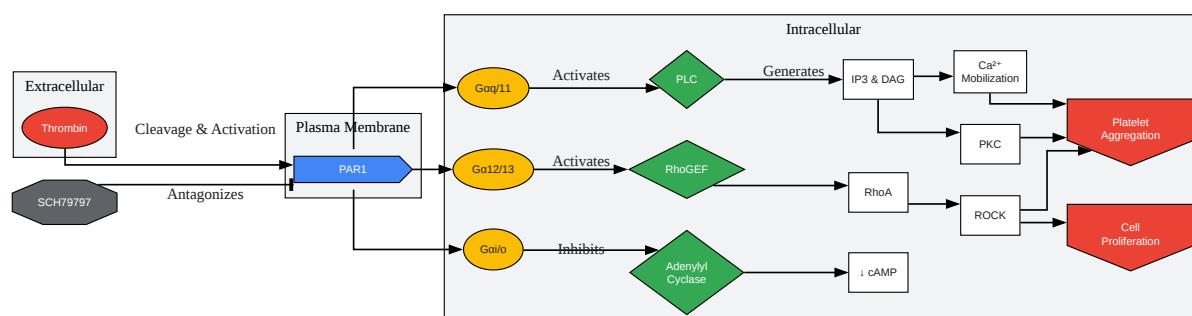 Intracellular
Extracellular
Thrombin
Cleavage & Activation
Plasma Membrane
PAR1
SCH79797
Antagonizes
Gαq/11
Activates
PLC
Generates
IP3 & DAG
Ca²⁺
Mobilization
PKC
Platelet
Aggregation
Gα12/13
Activates
RhoGEF
RhoA
ROCK
Cell
Proliferation
Gαi/o
Inhibits
Adenylyl
Cyclase
↓ cAMP